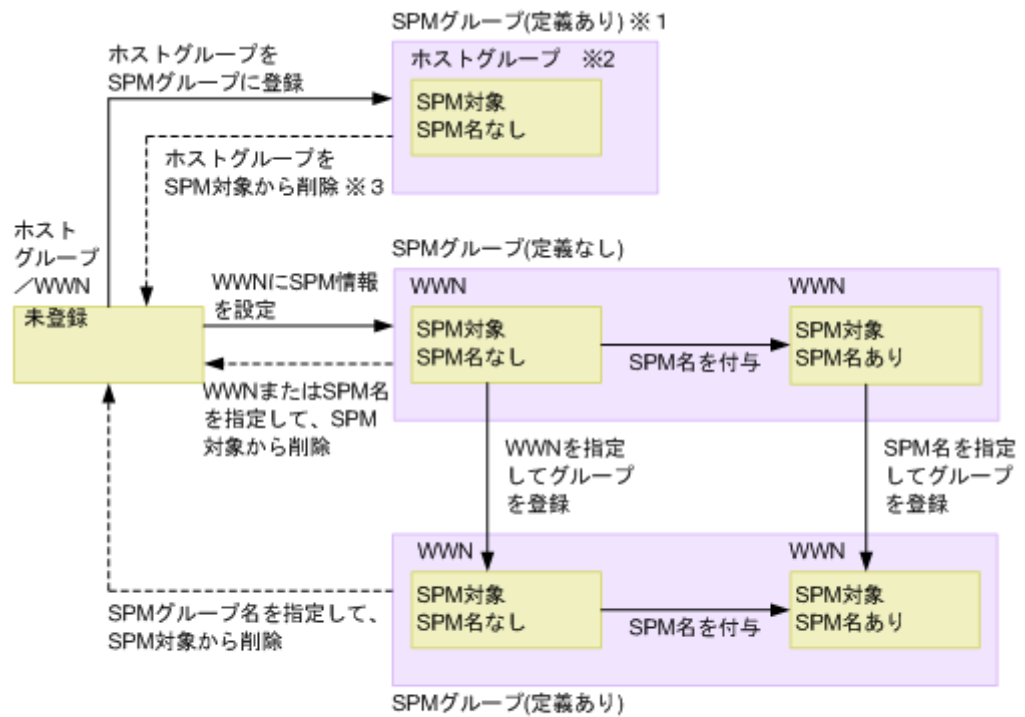 SPMグループ(定義あり) ※1
ホストグループを
SPMグループに登録
ホストグループ ※2
SPM対象
SPM名なし
ホストグループを
SPM対象から削除 ※3
ホスト
グループ
／WWN
未登録
SPMグループ(定義なし)
WWNにSPM情報
を設定
WWN
SPM対象
SPM名なし
SPM名を付与
WWN
SPM対象
SPM名あり
WWNまたはSPM名
を指定して、SPM
対象から削除
WWNを指定
してグループ
を登録
SPM名を指定
してグループ
を登録
WWN
SPM対象
SPM名なし
SPM名を付与
WWN
SPM対象
SPM名あり
SPMグループ名を指定して、
SPM対象から削除
SPMグループ(定義あり)